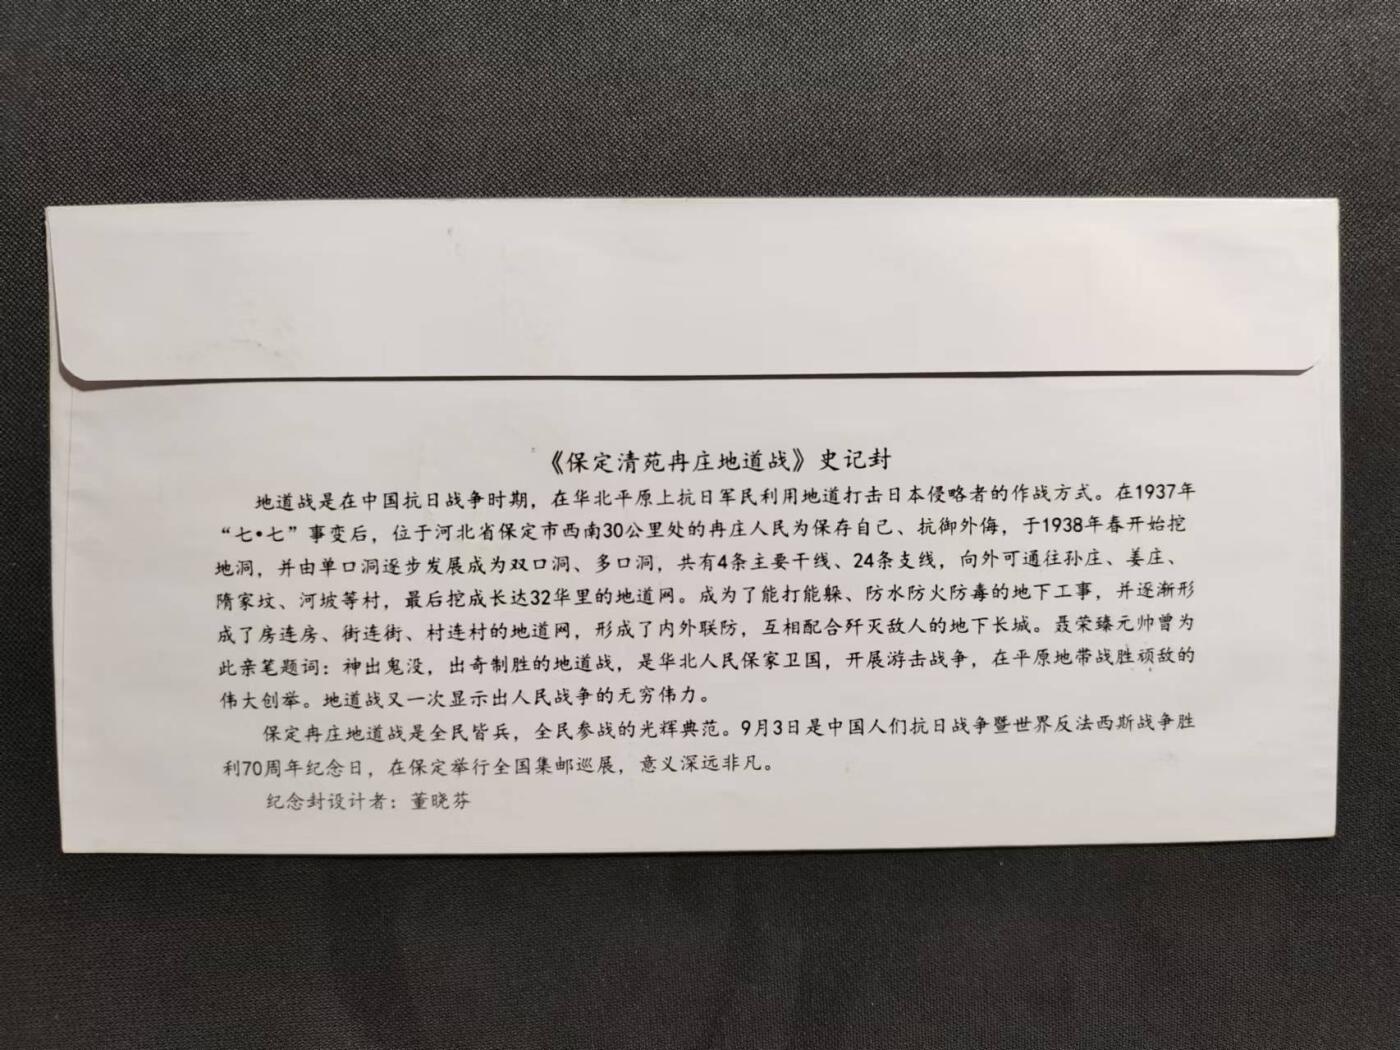 《保定清苑冉庄地道战》史记封
地道战是在中国抗日战争时期，在华北平原上抗日军民利用地道打击日本侵略者的作战方式。在1937年
“七•七”事变后，位于河北省保定市西南30公里处的冉庄人民为保存自己、抗御外侮，于1938年春开始挖
地洞，并由单口洞逐步发展成为双口洞、多口洞，共有4条主要干线、24条支线，向外可通往孙庄、姜庄、
隋家坟、河坡等村，最后挖成长达32华里的地道网。成为了能打能躲、防水防火防毒的地下工事，并逐渐形
成了房连房、街连街、村连村的地道网，形成了内外联防，互相配合歼灭敌人的地下长城。聂荣臻元帅曾为
此亲笔题词：神出鬼没，出奇制胜的地道战，是华北人民保家卫国，开展游击战争，在平原地带战胜顽敌的
伟大创举。地道战又一次显示出人民战争的无穷伟力。
保定冉庄地道战是全民皆兵，全民参战的光辉典范。9月3日是中国人们抗日战争暨世界反法西斯战争胜
利70周年纪念日，在保定举行全国集邮巡展，意义深远非凡。
纪念封设计者：董晓芬